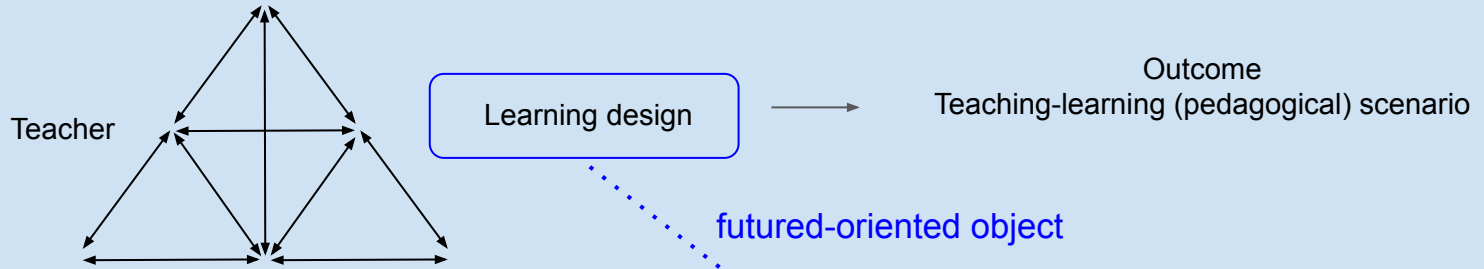 Teacher
Learning design
Outcome
Teaching-learning (pedagogical) scenario
futured-oriented object